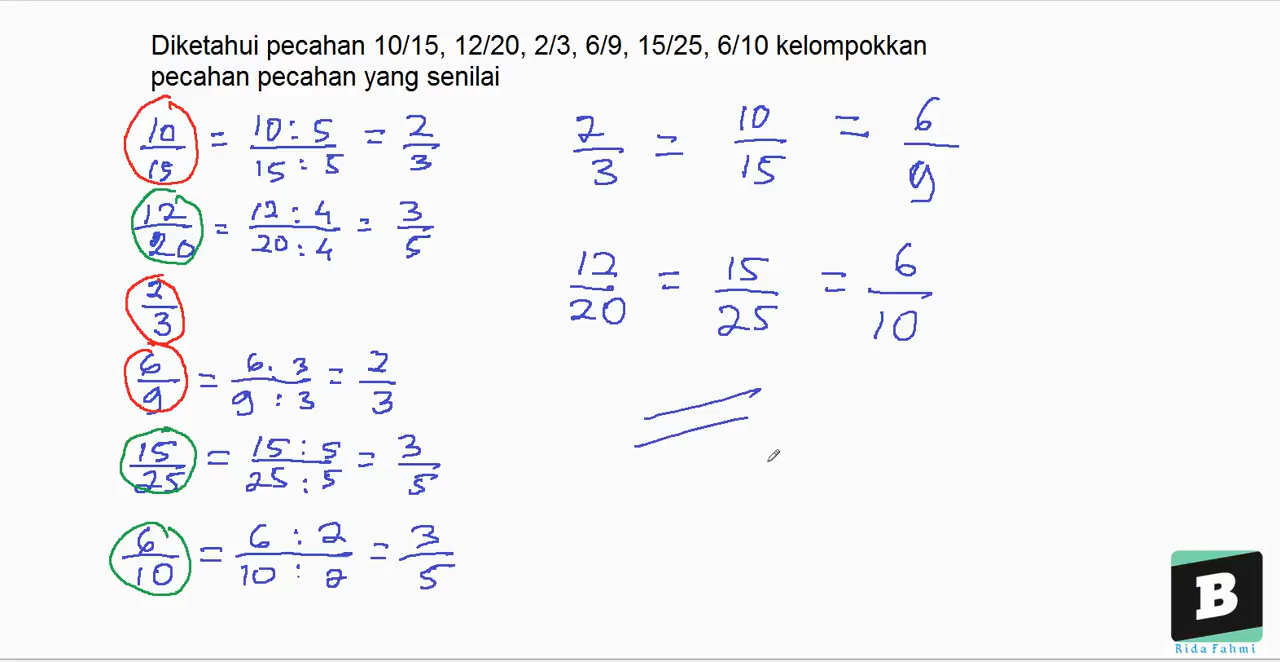 Diketahui pecahan 10/15, 12/20, 2/3, 6/9, 15/25, 6/10 kelompokkan
pecahan pecahan yang senilai
10/15 = 10 : 5/15 : 5 = 2/3
12/20 = 12 : 4/20 : 4 = 3/5
2/3
6/9 = 6 . 3/9 : 3 = 2/3
15/25 = 15 : 5/25 : 5 = 3/5
6/10 = 6 : 2/10 : 2 = 3/5
2/3 = 10/15 = 6/9
12/20 = 15/25 = 6/10
B
Rida Fahmi